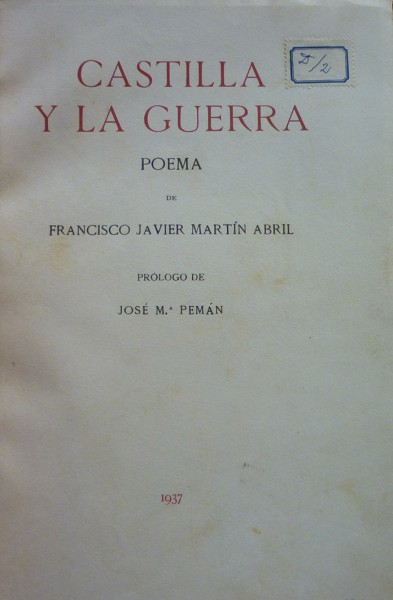 CASTILLA
Y LA GUERRA
POEMA
DE
FRANCISCO JAVIER MARTÍN ABRIL
PRÓLOGO DE
JOSÉ M.ª PEMÁN
1937